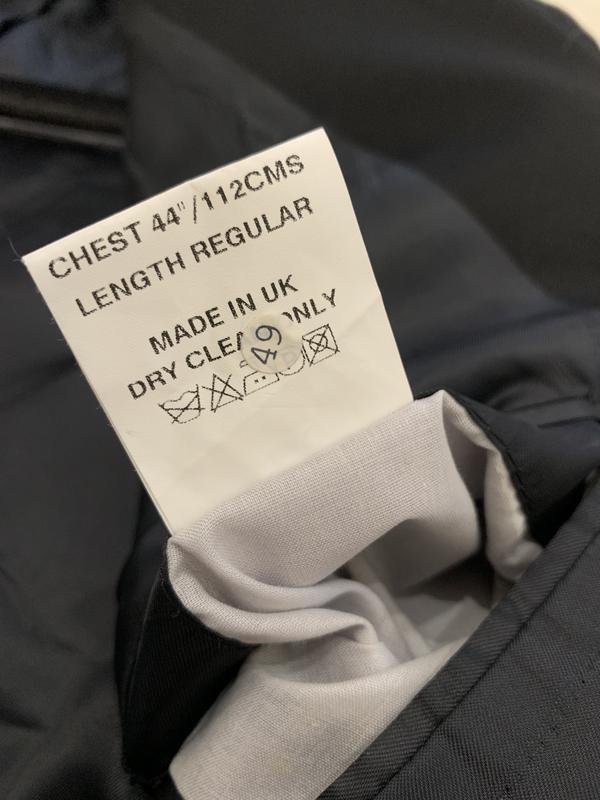 CHEST 44"/112CMS
LENGTH REGULAR
MADE IN UK
DRY CLEA ONLY
49